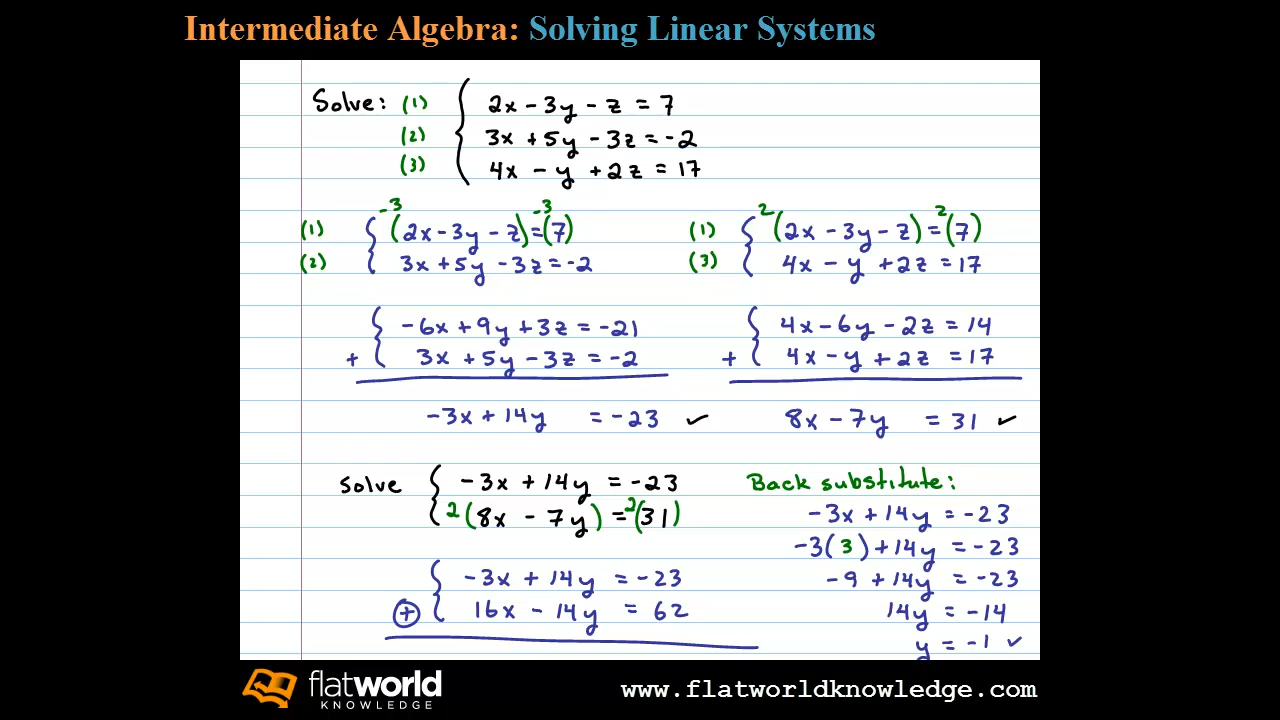 Intermediate Algebra: Solving Linear Systems
Solve: (1) 2x - 3y - z = 7
(2) 3x + 5y - 3z = -2
(3) 4x - y + 2z = 17
(1) -3(2x - 3y - z) = -3(7)
(2) 3x + 5y - 3z = -2
-6x + 9y + 3z = -21
+ 3x + 5y - 3z = -2
-3x + 14y = -23 ✓
(1) 2(2x - 3y - z) = 2(7)
(3) 4x - y + 2z = 17
4x - 6y - 2z = 14
+ 4x - y + 2z = 17
8x - 7y = 31 ✓
Solve -3x + 14y = -23
2(8x - 7y) = 2(31)
-3x + 14y = -23
+ 16x - 14y = 62
Back substitute:
-3x + 14y = -23
-3(3) + 14y = -23
-9 + 14y = -23
14y = -14
y = -1 ✓
flatworld
KNOWLEDGE
www.flatworldknowledge.com